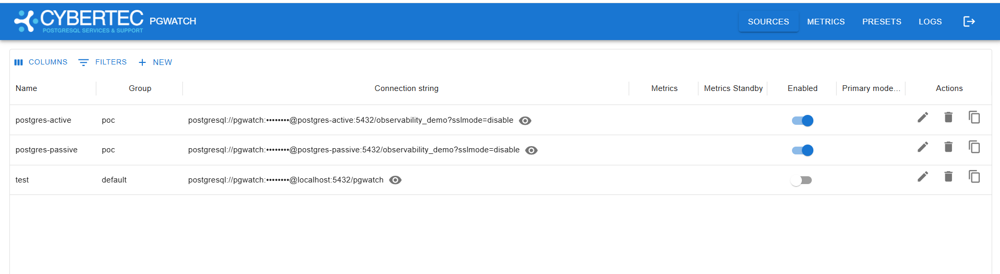 CYBERTEC PGWATCH SOURCES METRICS PRESETS LOGS
POSTGRESQL SERVICES & SUPPORT
COLUMNS FILTERS NEW
Name Group Connection string Metrics Metrics Standby Enabled Primary mode... Actions
postgres-active poc postgresql://pgwatch:••••••••@postgres-active:5432/observability_demo?sslmode=disable
postgres-passive poc postgresql://pgwatch:••••••••@postgres-passive:5432/observability_demo?sslmode=disable
test default postgresql://pgwatch:••••••••@localhost:5432/pgwatch